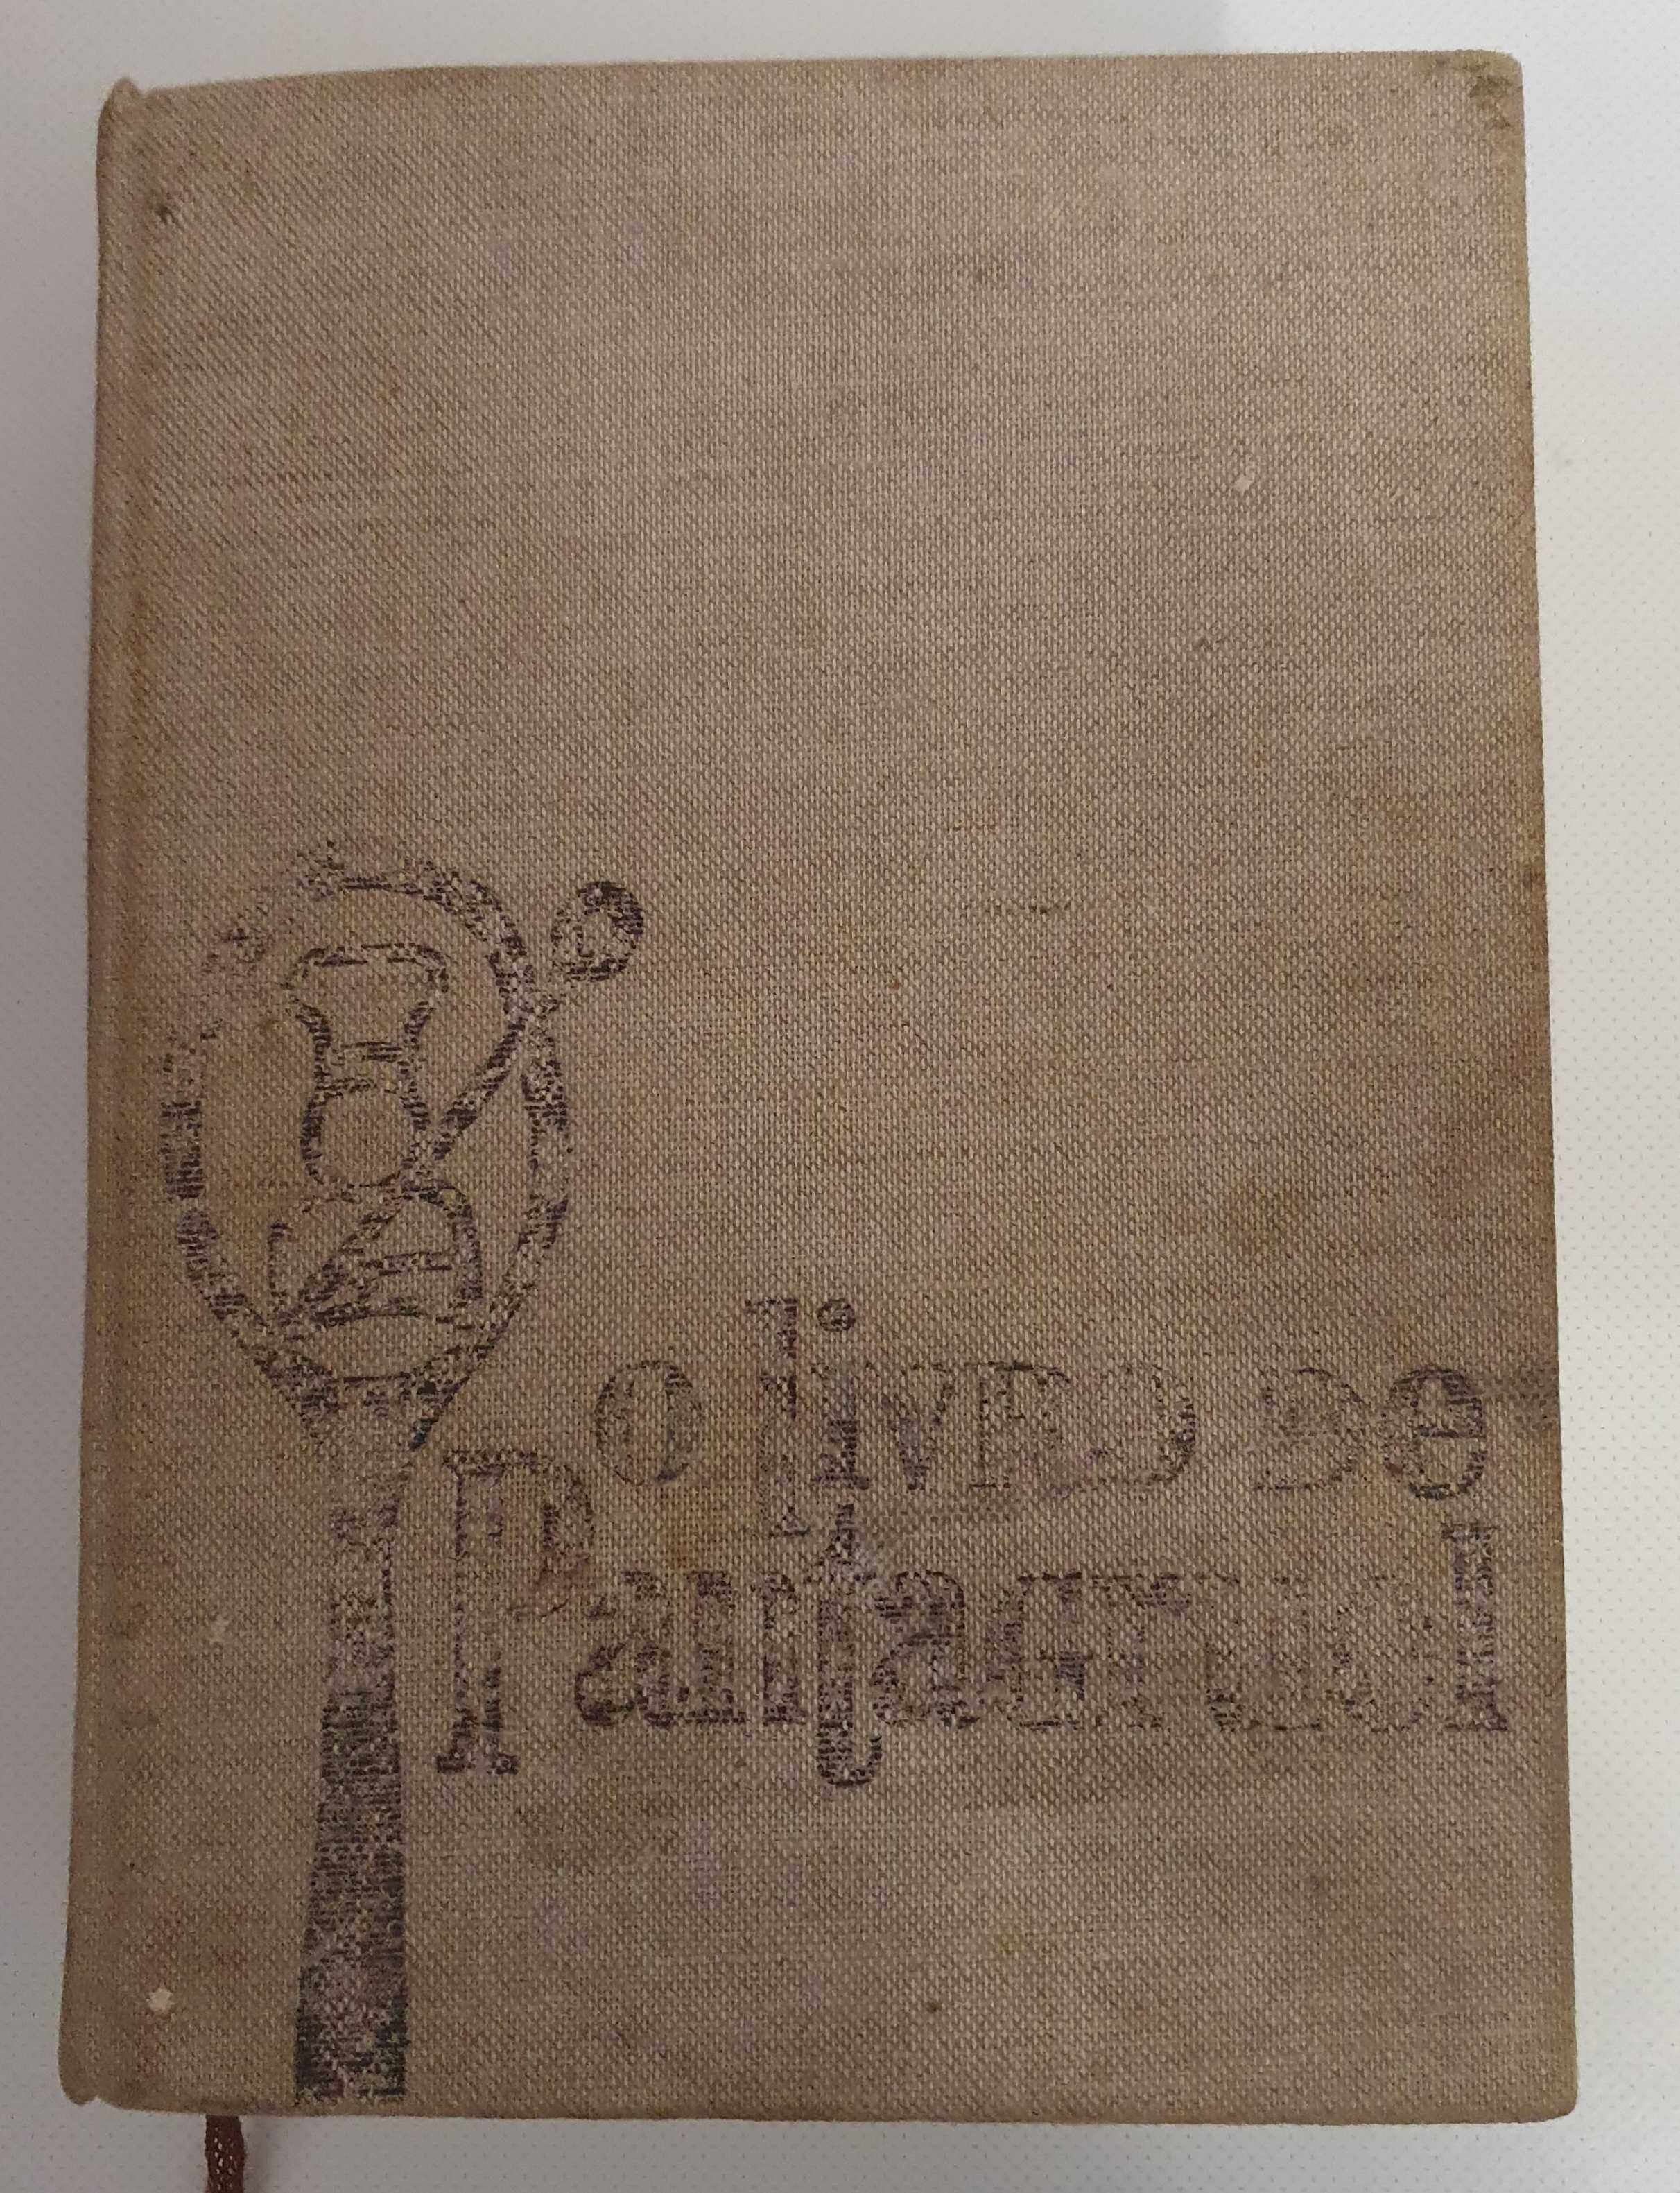 o livro de
Pantagruel